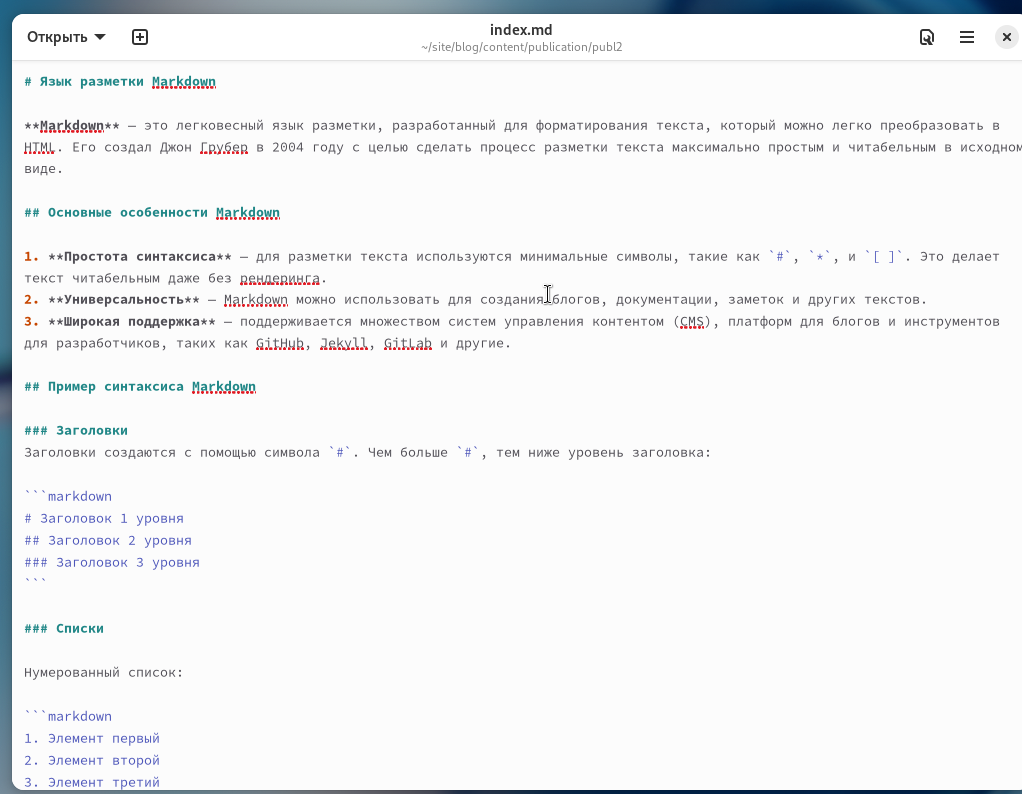 Открыть
index.md
~/site/blog/content/publication/publ2
# Язык разметки Markdown
**Markdown** — это легковесный язык разметки, разработанный для форматирования текста, который можно легко преобразовать в
HTML. Его создал Джон Грубер в 2004 году с целью сделать процесс разметки текста максимально простым и читабельным в исходном
виде.
## Основные особенности Markdown
1. **Простота синтаксиса** — для разметки текста используются минимальные символы, такие как `#`, `*`, и `[ ]`. Это делает
текст читабельным даже без рендеринга.
2. **Универсальность** — Markdown можно использовать для создания блогов, документации, заметок и других текстов.
3. **Широкая поддержка** — поддерживается множеством систем управления контентом (CMS), платформ для блогов и инструментов
для разработчиков, таких как GitHub, Jekyll, GitLab и другие.
## Пример синтаксиса Markdown
### Заголовки
Заголовки создаются с помощью символа `#`. Чем больше `#`, тем ниже уровень заголовка:
```markdown
# Заголовок 1 уровня
## Заголовок 2 уровня
### Заголовок 3 уровня
```
### Списки
Нумерованный список:
```markdown
1. Элемент первый
2. Элемент второй
3. Элемент третий